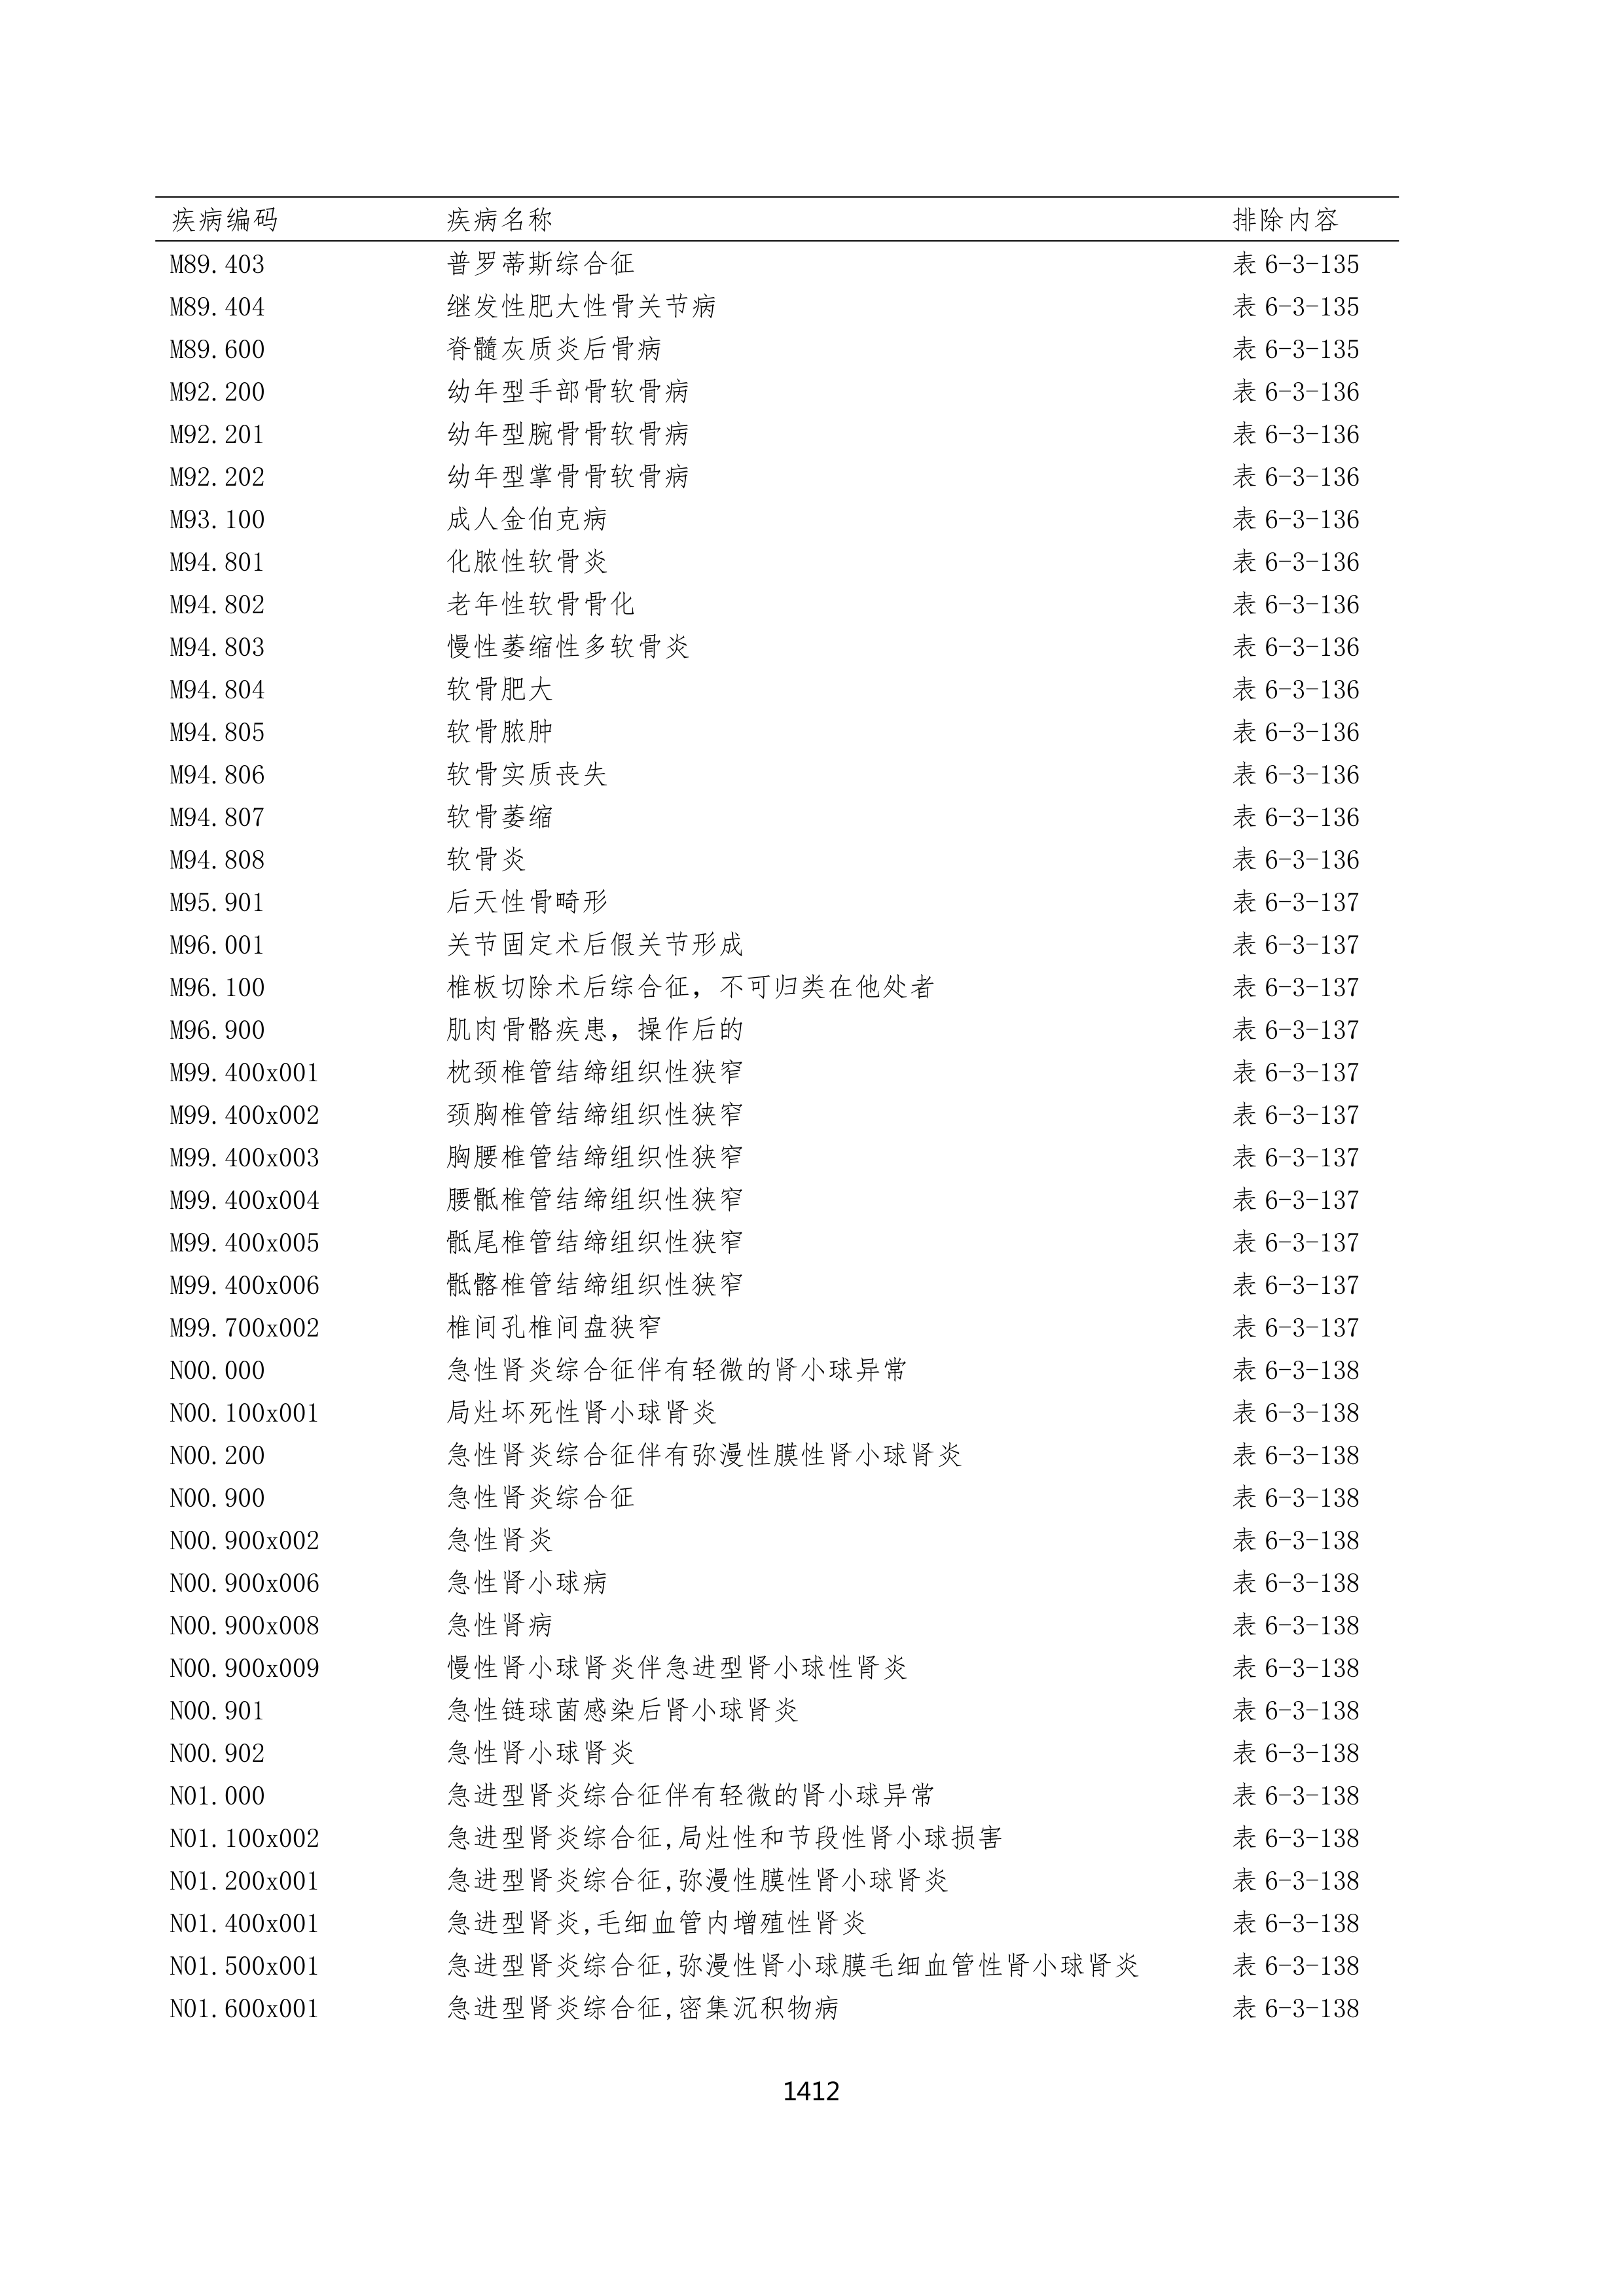 疾病编码 疾病名称 排除内容
M89.403 普罗蒂斯综合征 表 6-3-135
M89.404 继发性肥大性骨关节病 表 6-3-135
M89.600 脊髓灰质炎后骨病 表 6-3-135
M92.200 幼年型手部骨软骨病 表 6-3-136
M92.201 幼年型腕骨骨软骨病 表 6-3-136
M92.202 幼年型掌骨骨软骨病 表 6-3-136
M93.100 成人金伯克病 表 6-3-136
M94.801 化脓性软骨炎 表 6-3-136
M94.802 老年性软骨骨化 表 6-3-136
M94.803 慢性萎缩性多软骨炎 表 6-3-136
M94.804 软骨肥大 表 6-3-136
M94.805 软骨脓肿 表 6-3-136
M94.806 软骨实质丧失 表 6-3-136
M94.807 软骨萎缩 表 6-3-136
M94.808 软骨炎 表 6-3-136
M95.901 后天性骨畸形 表 6-3-137
M96.001 关节固定术后假关节形成 表 6-3-137
M96.100 椎板切除术后综合征，不可归类在他处者 表 6-3-137
M96.900 肌肉骨骼疾患，操作后的 表 6-3-137
M99.400x001 枕颈椎管结缔组织性狭窄 表 6-3-137
M99.400x002 颈胸椎管结缔组织性狭窄 表 6-3-137
M99.400x003 胸腰椎管结缔组织性狭窄 表 6-3-137
M99.400x004 腰骶椎管结缔组织性狭窄 表 6-3-137
M99.400x005 骶尾椎管结缔组织性狭窄 表 6-3-137
M99.400x006 骶髂椎管结缔组织性狭窄 表 6-3-137
M99.700x002 椎间孔椎间盘狭窄 表 6-3-137
N00.000 急性肾炎综合征伴有轻微的肾小球异常 表 6-3-138
N00.100x001 局灶坏死性肾小球肾炎 表 6-3-138
N00.200 急性肾炎综合征伴有弥漫性膜性肾小球肾炎 表 6-3-138
N00.900 急性肾炎综合征 表 6-3-138
N00.900x002 急性肾炎 表 6-3-138
N00.900x006 急性肾小球病 表 6-3-138
N00.900x008 急性肾病 表 6-3-138
N00.900x009 慢性肾小球肾炎伴急进型肾小球性肾炎 表 6-3-138
N00.901 急性链球菌感染后肾小球肾炎 表 6-3-138
N00.902 急性肾小球肾炎 表 6-3-138
N01.000 急进型肾炎综合征伴有轻微的肾小球异常 表 6-3-138
N01.100x002 急进型肾炎综合征,局灶性和节段性肾小球损害 表 6-3-138
N01.200x001 急进型肾炎综合征,弥漫性膜性肾小球肾炎 表 6-3-138
N01.400x001 急进型肾炎,毛细血管内增殖性肾炎 表 6-3-138
N01.500x001 急进型肾炎综合征,弥漫性肾小球膜毛细血管性肾小球肾炎 表 6-3-138
N01.600x001 急进型肾炎综合征,密集沉积物病 表 6-3-138
1412